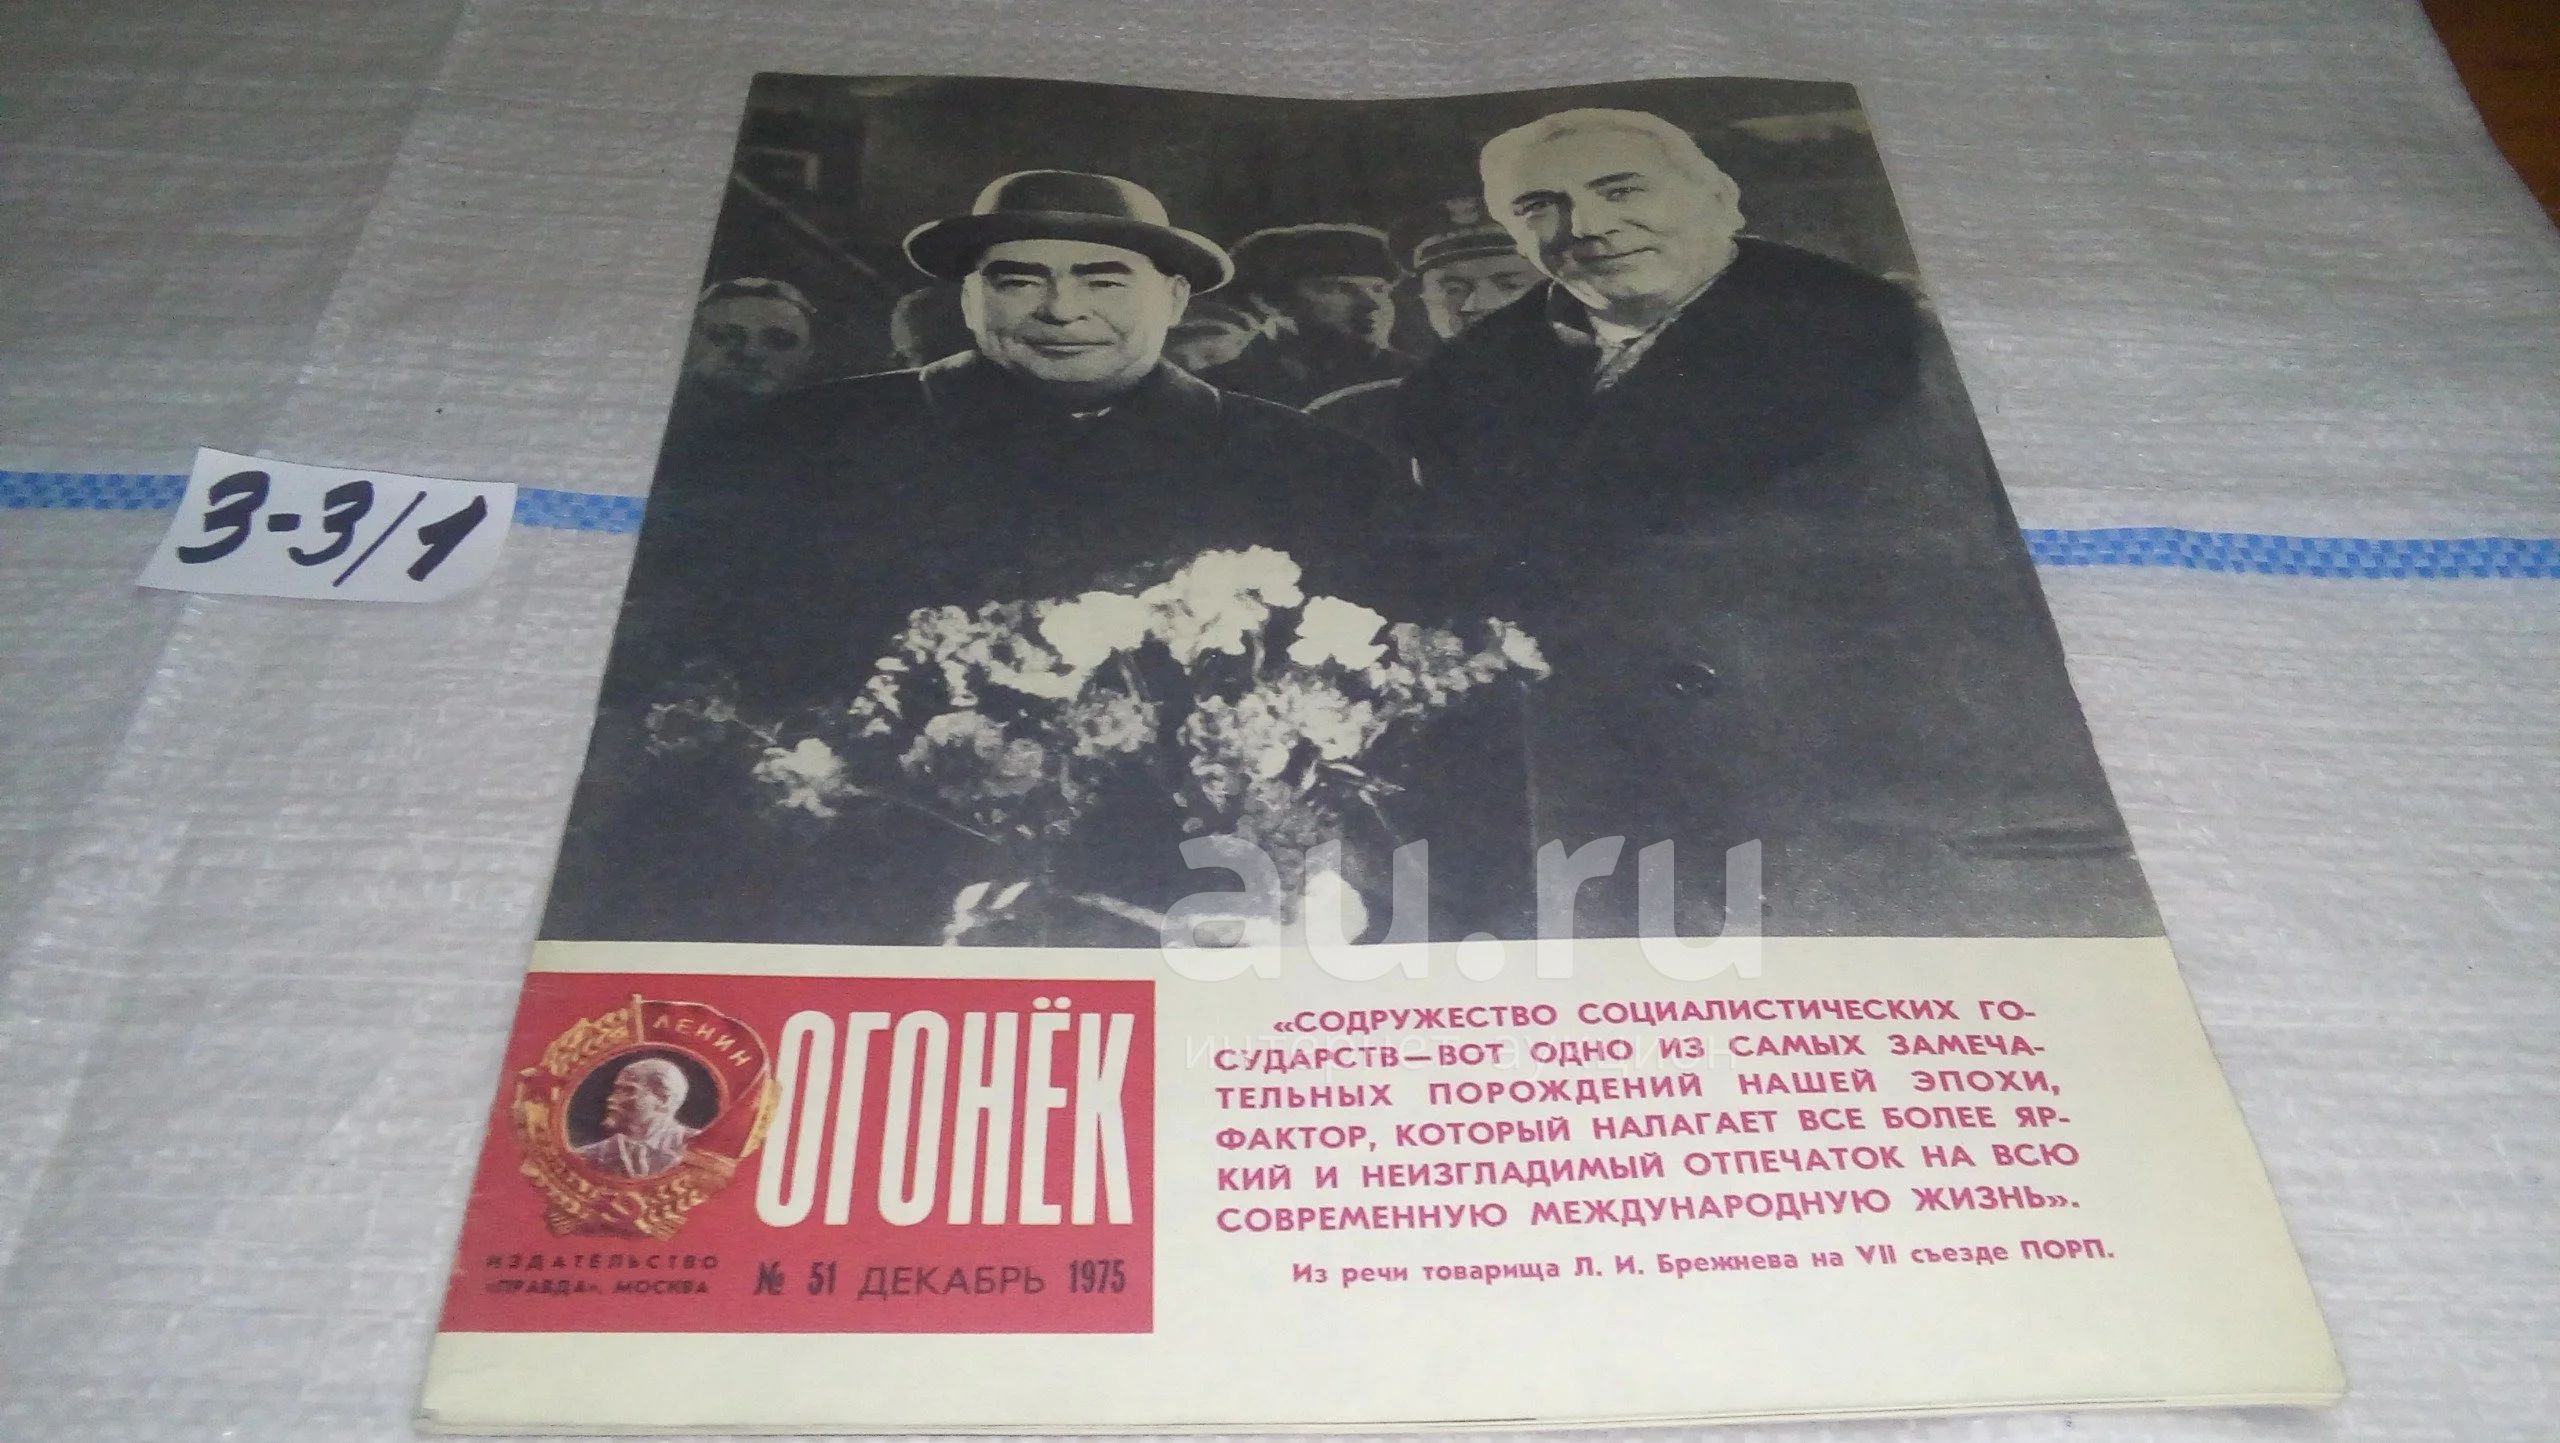 3-3/1
au.ru
интернет-аукцион
ЛЕНИН
ОГОНЁК
ИЗДАТЕЛЬСТВО
«ПРАВДА». МОСКВА
№ 51 ДЕКАБРЬ 1975
«СОДРУЖЕСТВО СОЦИАЛИСТИЧЕСКИХ ГО-
СУДАРСТВ—ВОТ ОДНО ИЗ САМЫХ ЗАМЕЧА-
ТЕЛЬНЫХ ПОРОЖДЕНИЙ НАШЕЙ ЭПОХИ,
ФАКТОР, КОТОРЫЙ НАЛАГАЕТ ВСЕ БОЛЕЕ ЯР-
КИЙ И НЕИЗГЛАДИМЫЙ ОТПЕЧАТОК НА ВСЮ
СОВРЕМЕННУЮ МЕЖДУНАРОДНУЮ ЖИЗНЬ».
Из речи товарища Л. И. Брежнева на VII съезде ПОРП.